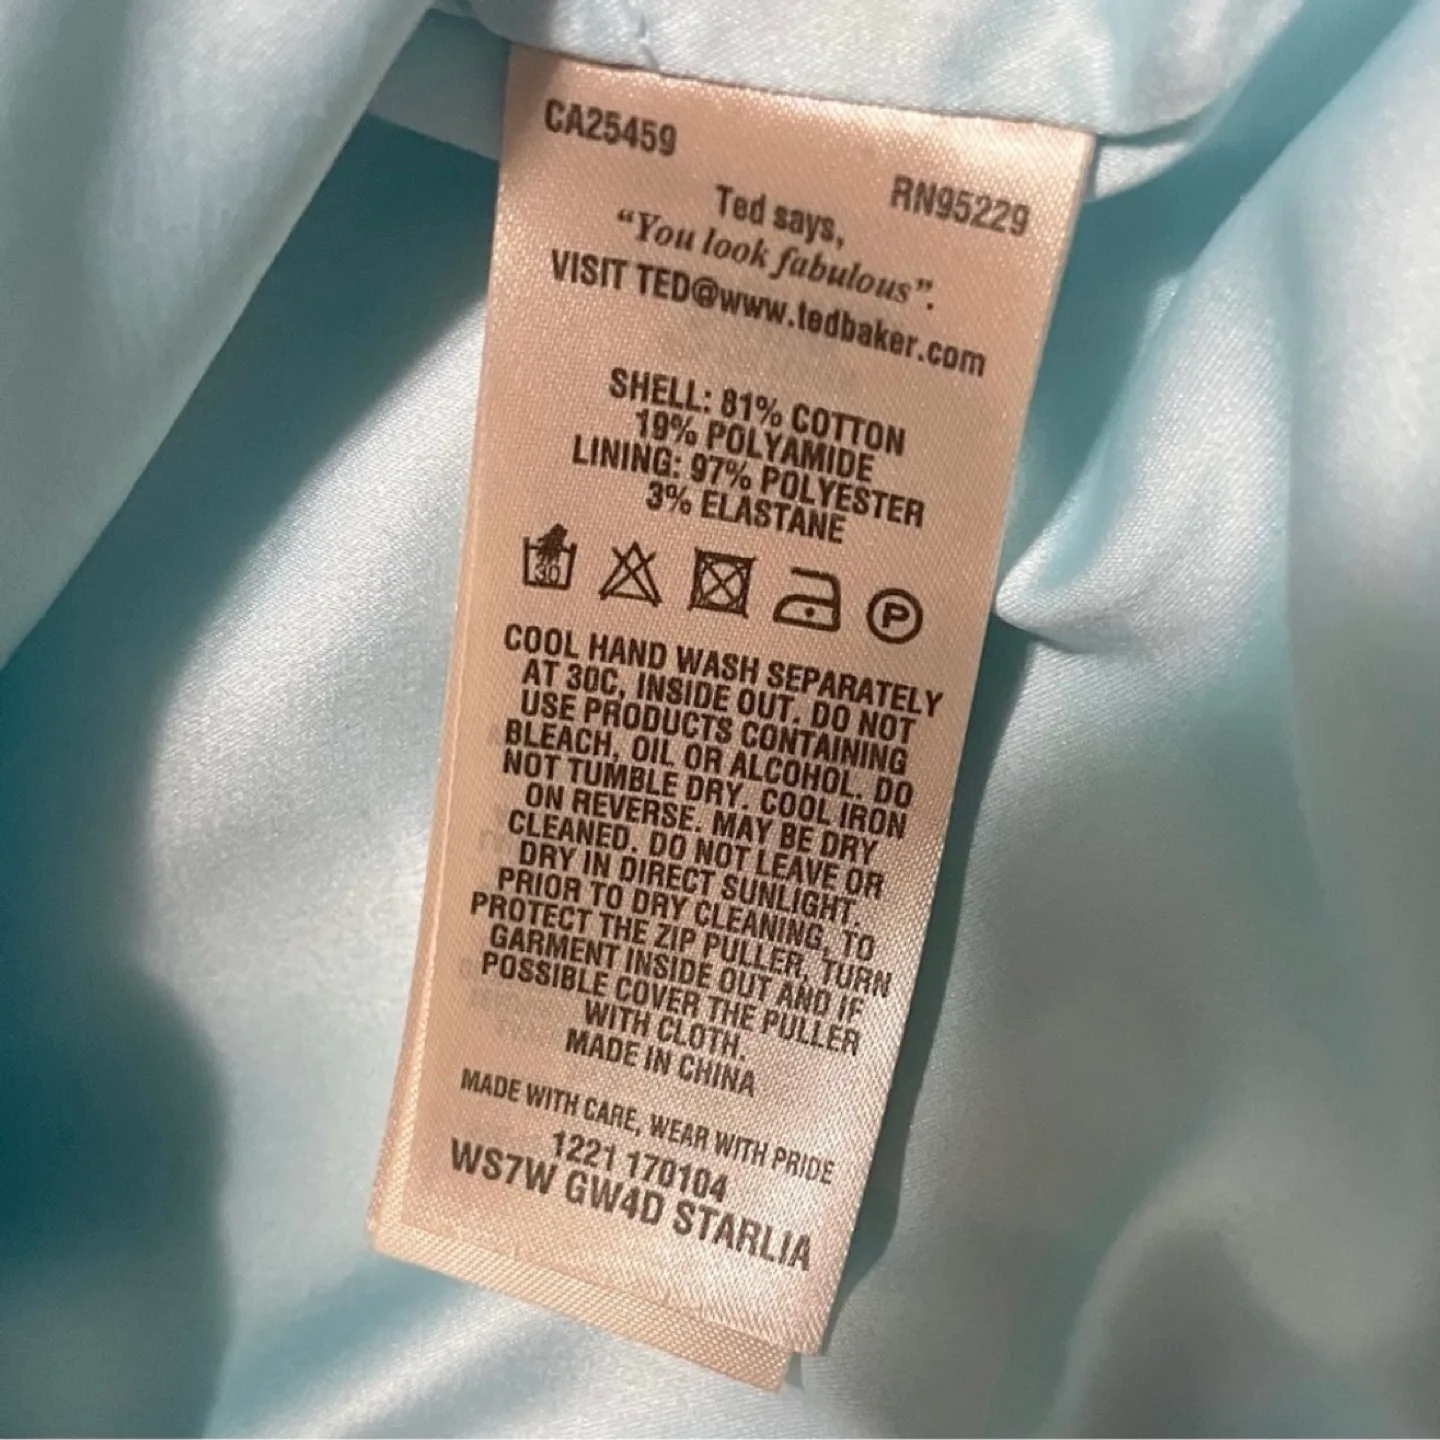 CA25459
RN95229
Ted says,
“You look fabulous”.
VISIT TED@www.tedbaker.com
SHELL: 81% COTTON
19% POLYAMIDE
LINING: 97% POLYESTER
3% ELASTANE
30 P
COOL HAND WASH SEPARATELY
AT 30C, INSIDE OUT. DO NOT
USE PRODUCTS CONTAINING
BLEACH, OIL OR ALCOHOL. DO
NOT TUMBLE DRY. COOL IRON
ON REVERSE. MAY BE DRY
CLEANED. DO NOT LEAVE OR
DRY IN DIRECT SUNLIGHT.
PRIOR TO DRY CLEANING, TO
PROTECT THE ZIP PULLER, TURN
GARMENT INSIDE OUT AND IF
POSSIBLE COVER THE PULLER
WITH CLOTH.
MADE IN CHINA
MADE WITH CARE, WEAR WITH PRIDE
1221 170104
WS7W GW4D STARLIA